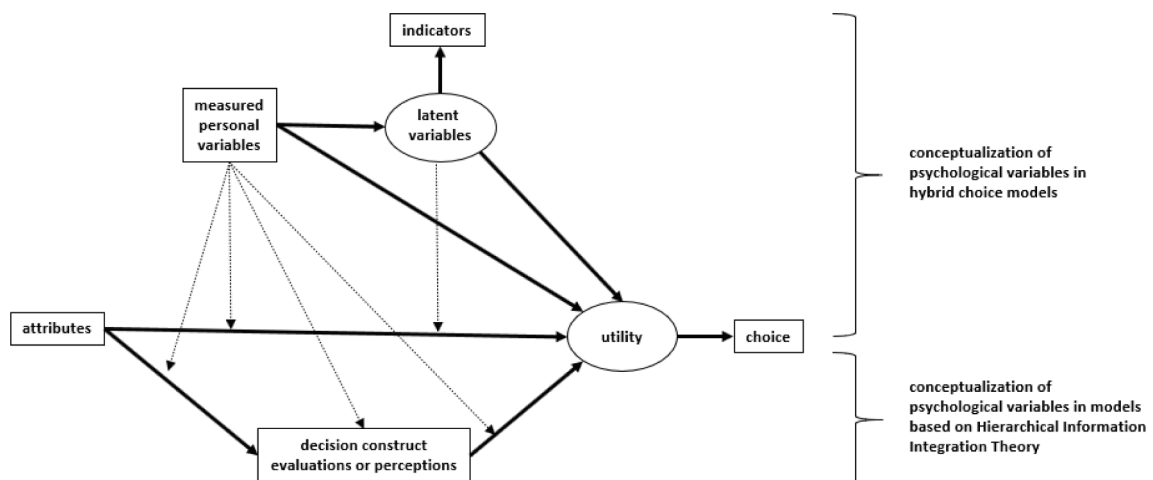 indicators
measured
personal
variables
latent
variables
conceptualization of
psychological variables in
hybrid choice models
attributes
utility
choice
decision construct
evaluations or perceptions
conceptualization of
psychological variables in models
based on Hierarchical Information
Integration Theory